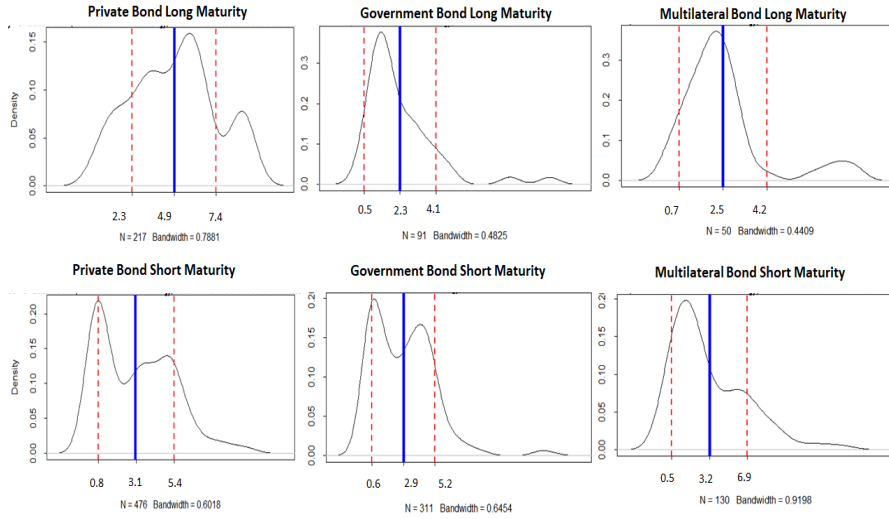 Private Bond Long Maturity
Density
0.00 0.05 0.10 0.15
2.3 4.9 7.4
N = 217 Bandwidth = 0.7881
Government Bond Long Maturity
0.0 0.1 0.2 0.3
0.5 2.3 4.1
N = 91 Bandwidth = 0.4825
Multilateral Bond Long Maturity
0.0 0.1 0.2 0.3
0.7 2.5 4.2
N = 50 Bandwidth = 0.4409
Private Bond Short Maturity
Density
0.00 0.05 0.10 0.15 0.20
0.8 3.1 5.4
N = 476 Bandwidth = 0.6018
Government Bond Short Maturity
0.00 0.05 0.10 0.15 0.20
0.6 2.9 5.2
N = 311 Bandwidth = 0.6454
Multilateral Bond Short Maturity
0.00 0.05 0.10 0.15 0.20
0.5 3.2 6.9
N = 130 Bandwidth = 0.9198